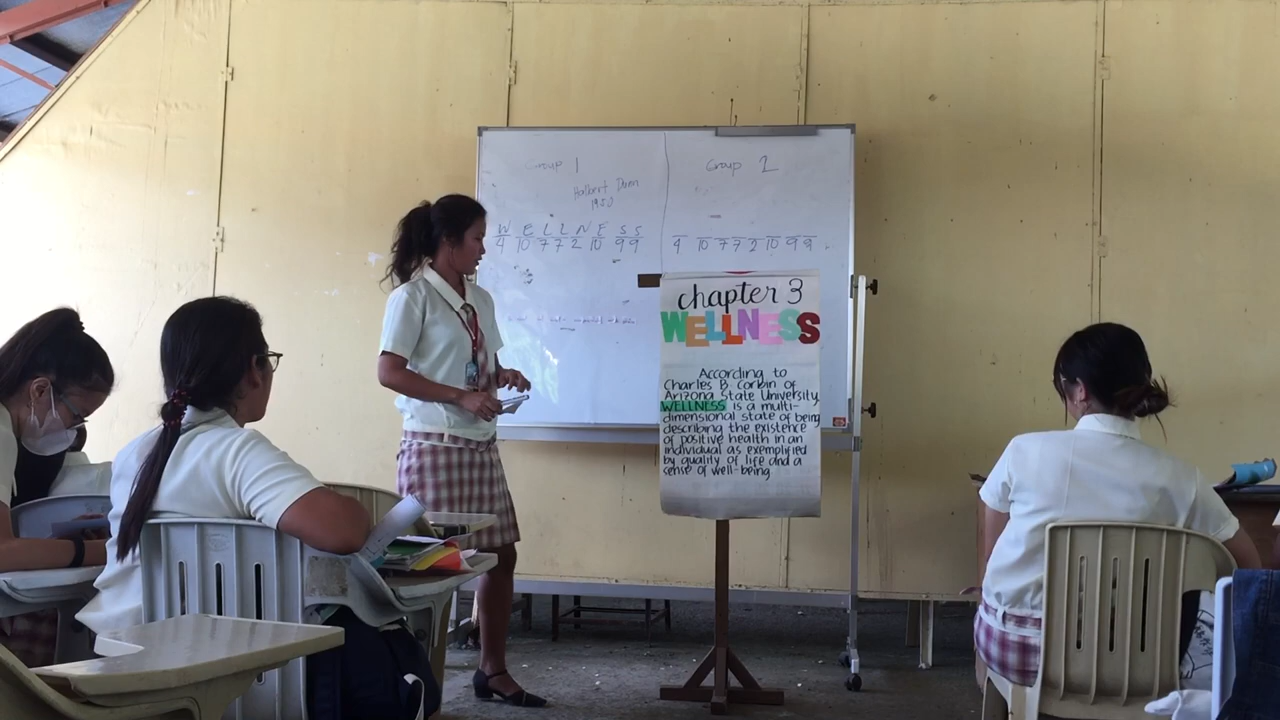 Group 1
Halbert Dunn
1950
W E L L N E S S
4 10 7 7 2 10 9 9
Group 2
4 10 7 7 2 10 9 9
chapter 3
WELLNESS
According to
Charles B. Corbin of
Arizona State University,
WELLNESS is a multi-
dimensional state of being
describing the existence
of positive health in an
individual as exemplified
by quality of life and a
sense of well-being